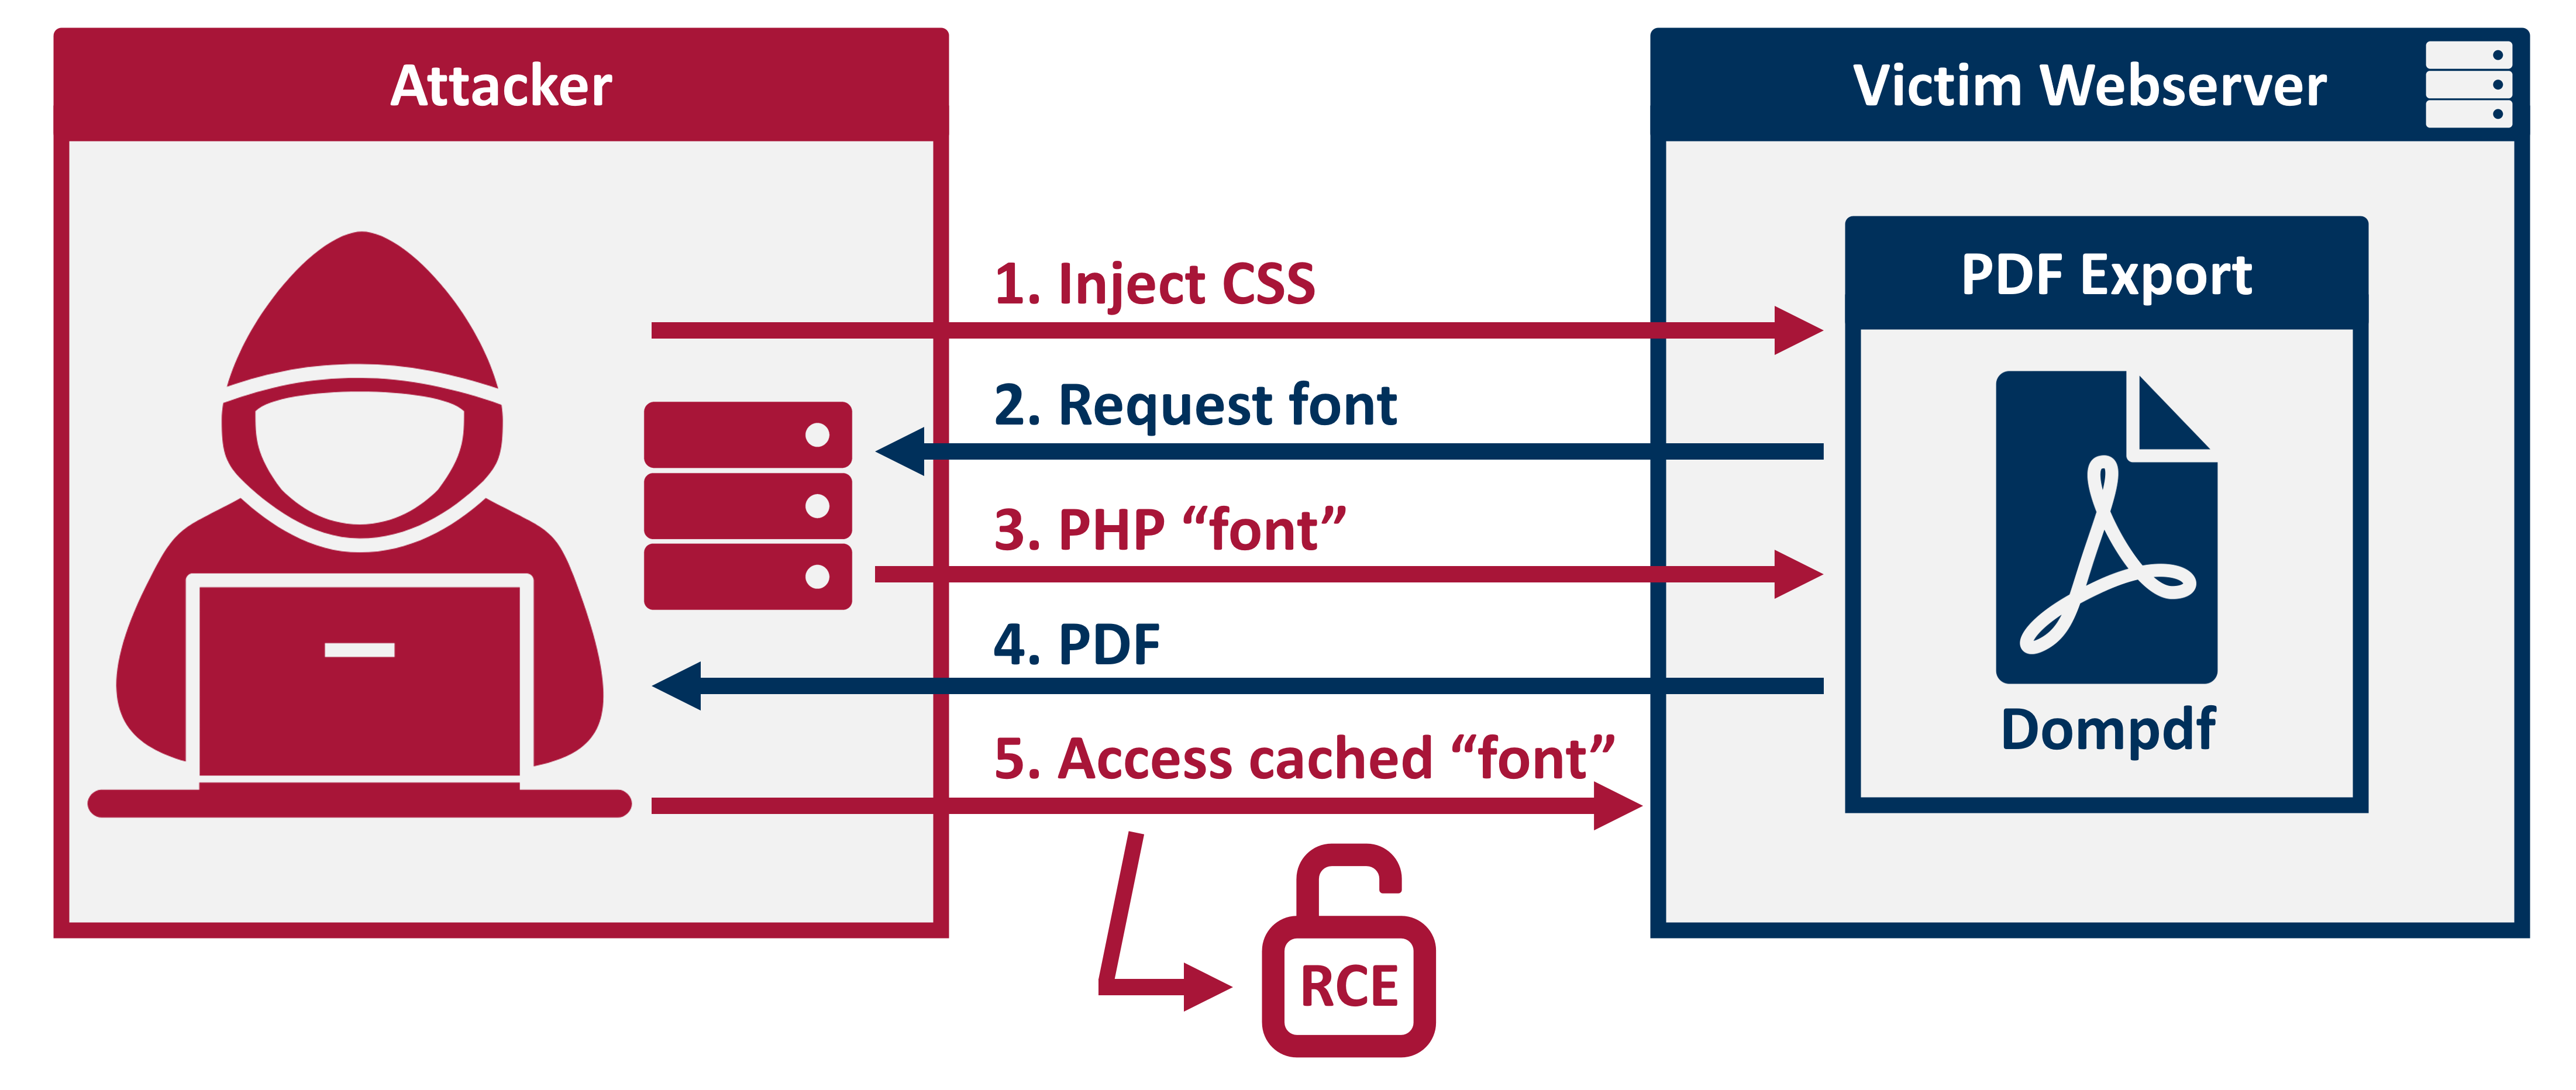 Attacker
Victim Webserver
PDF Export
1. Inject CSS
2. Request font
3. PHP “font”
4. PDF
Dompdf
5. Access cached “font”
RCE